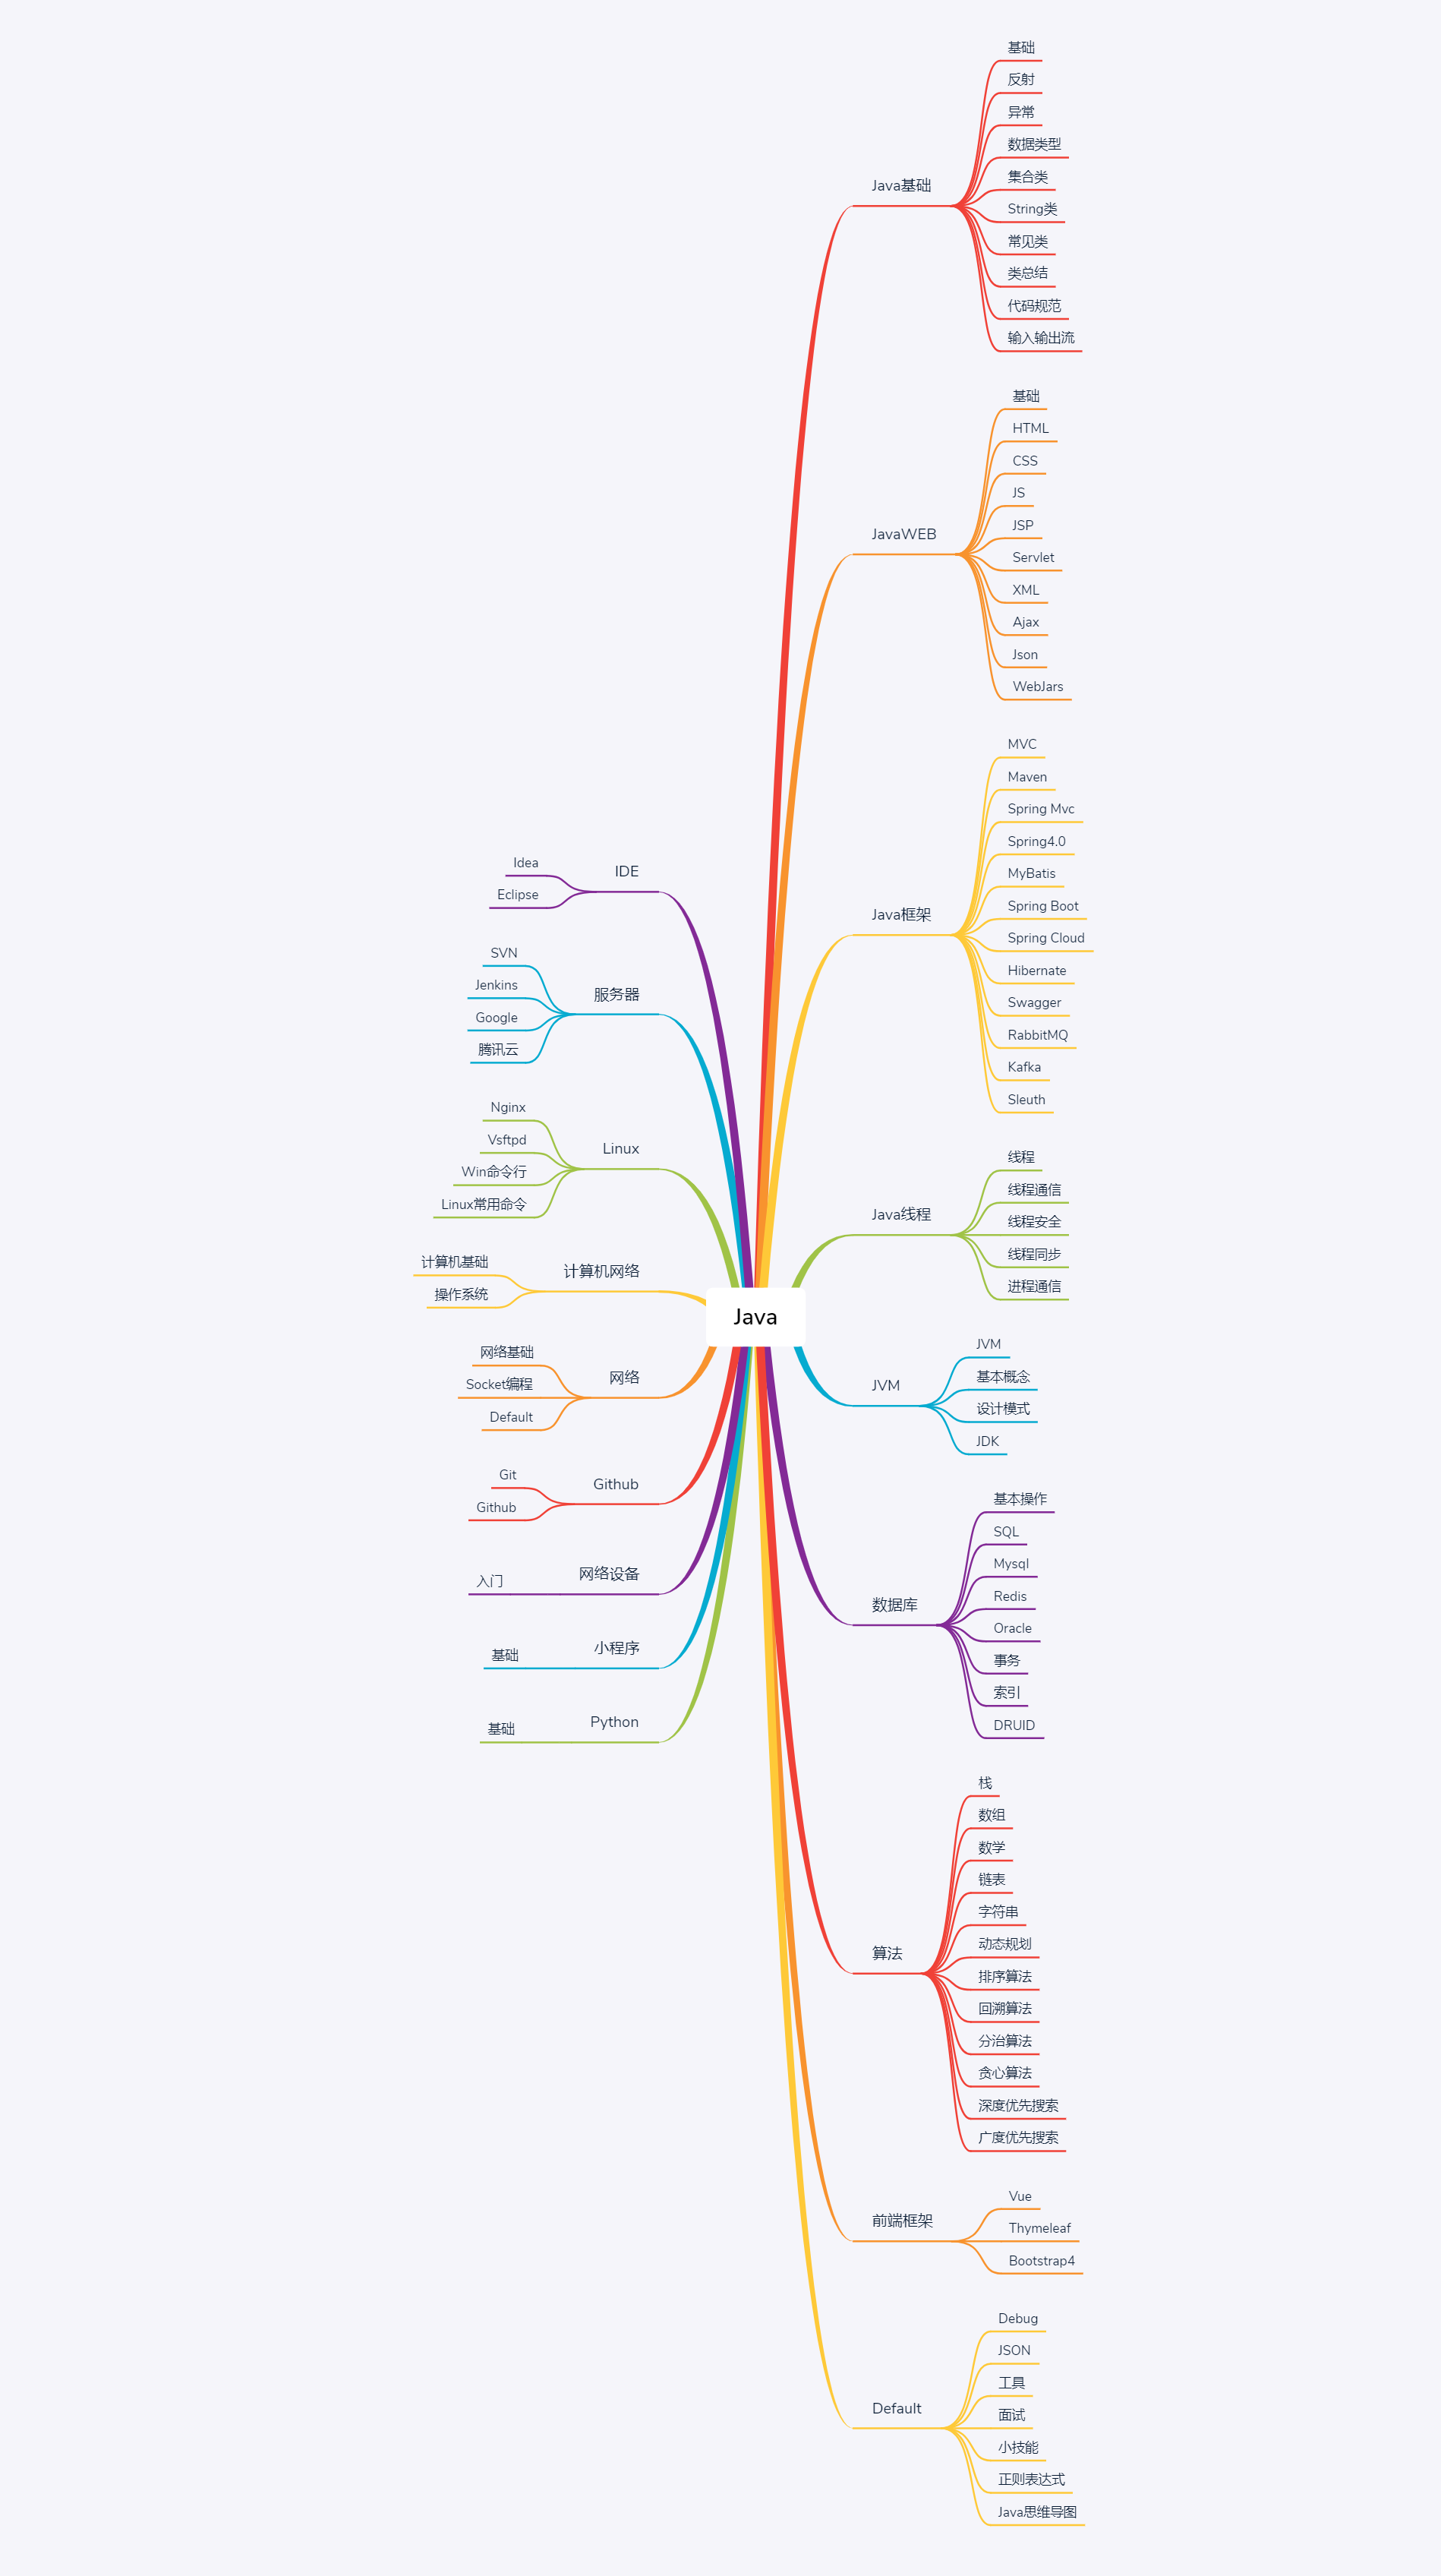 Java
Java基础
基础
反射
异常
数据类型
集合类
String类
常见类
类总结
代码规范
输入输出流
JavaWEB
基础
HTML
CSS
JS
JSP
Servlet
XML
Ajax
Json
WebJars
Java框架
MVC
Maven
Spring Mvc
Spring4.0
MyBatis
Spring Boot
Spring Cloud
Hibernate
Swagger
RabbitMQ
Kafka
Sleuth
Java线程
线程
线程通信
线程安全
线程同步
进程通信
JVM
JVM
基本概念
设计模式
JDK
数据库
基本操作
SQL
Mysql
Redis
Oracle
事务
索引
DRUID
算法
栈
数组
数学
链表
字符串
动态规划
排序算法
回溯算法
分治算法
贪心算法
深度优先搜索
广度优先搜索
前端框架
Vue
Thymeleaf
Bootstrap4
Default
Debug
JSON
工具
面试
小技能
正则表达式
Java思维导图
IDE
Idea
Eclipse
服务器
SVN
Jenkins
Google
腾讯云
Linux
Nginx
Vsftpd
Win命令行
Linux常用命令
计算机网络
计算机基础
操作系统
网络
网络基础
Socket编程
Default
Github
Git
Github
网络设备
入门
小程序
基础
Python
基础